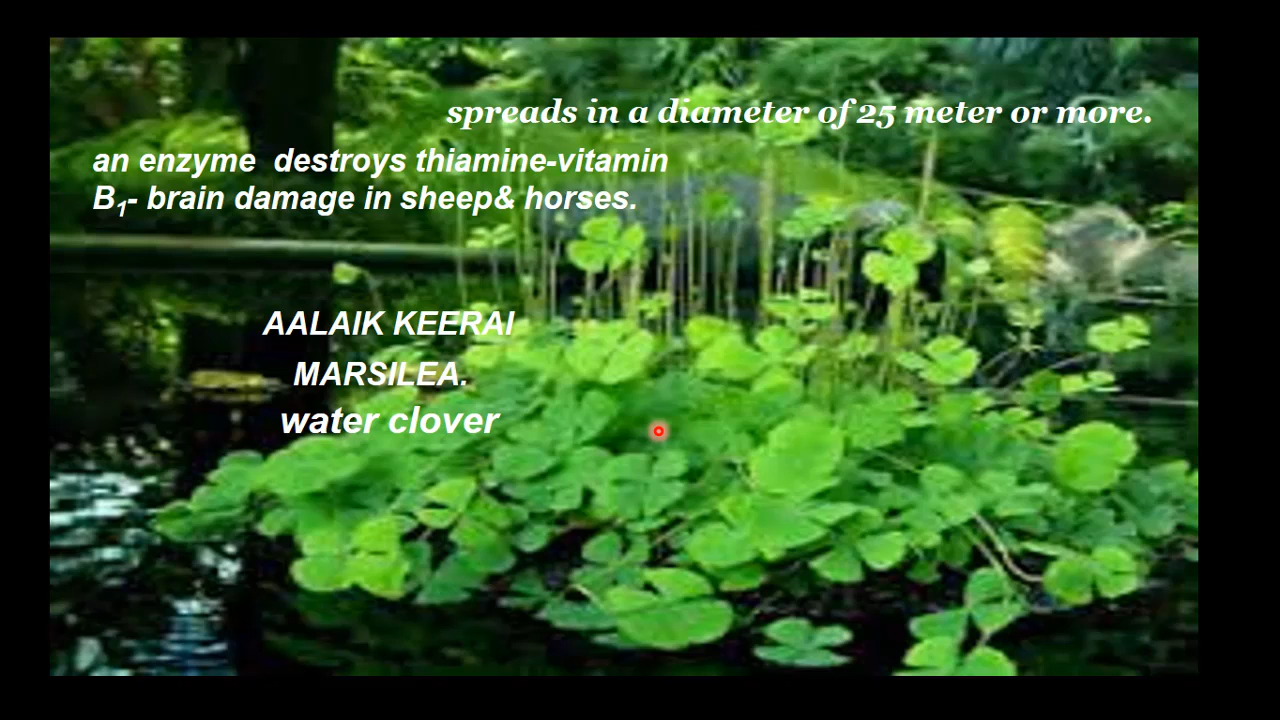 spreads in a diameter of 25 meter or more.
an enzyme  destroys thiamine-vitamin
B₁- brain damage in sheep& horses.
AALAIK KEERAI
MARSILEA.
water clover